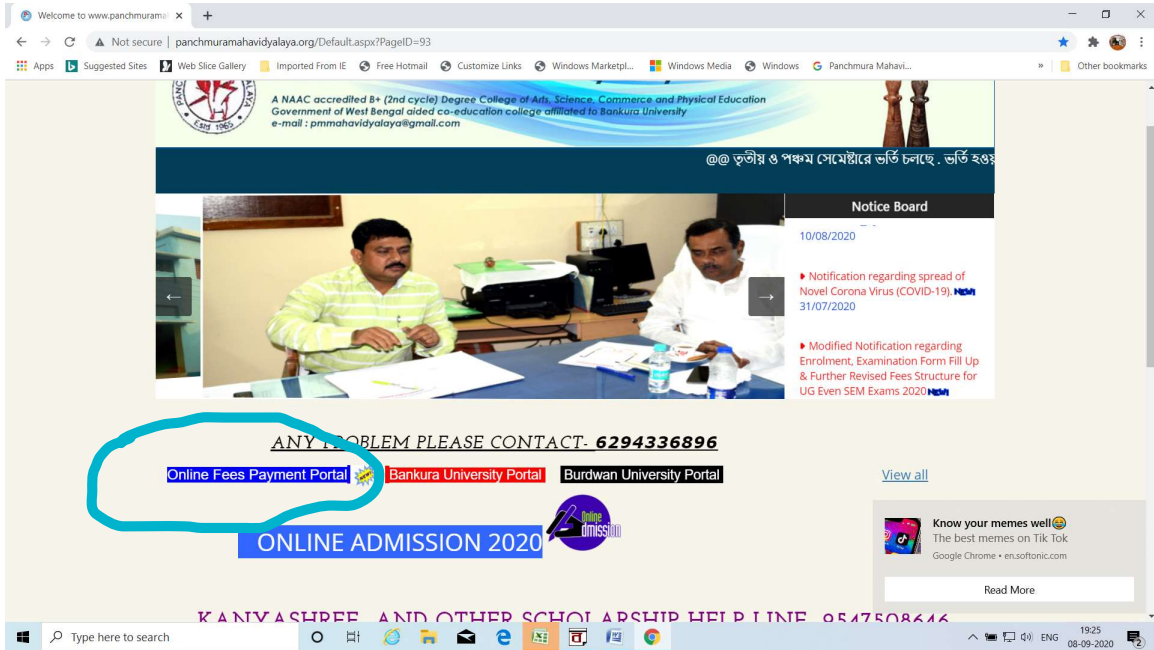 Welcome to www.panchmurama
Not secure | panchmuramahavidyalaya.org/Default.aspx?PageID=93
Apps Suggested Sites Web Slice Gallery Imported From IE Free Hotmail Customize Links Windows Marketpl... Windows Media Windows Panchmura Mahavi... » Other bookmarks
ESTD 1965
A NAAC accredited B+ (2nd cycle) Degree College of Arts, Science, Commerce and Physical Education
Government of West Bengal aided co-education college affiliated to Bankura University
e-mail : pmmahavidyalaya@gmail.com
@@ তৃতীয় ও পঞ্চম সেমেষ্টারে ভর্তি চলছে . ভর্তি হওয়
Notice Board
10/08/2020
Notification regarding spread of
Novel Corona Virus (COVID-19). NEW!
31/07/2020
Modified Notification regarding
Enrolment, Examination Form Fill Up
& Further Revised Fees Structure for
UG Even SEM Exams 2020 NEW!
ANY PROBLEM PLEASE CONTACT- 6294336896
Online Fees Payment Portal Bankura University Portal Burdwan University Portal
View all
Online
Admission
ONLINE ADMISSION 2020
Know your memes well😂
The best memes on Tik Tok
Google Chrome • en.softonic.com
Read More
KANYASHREE AND OTHER SCHOLARSHIP HELP LINE 9547508646
Type here to search
ENG
19:25
08-09-2020
2